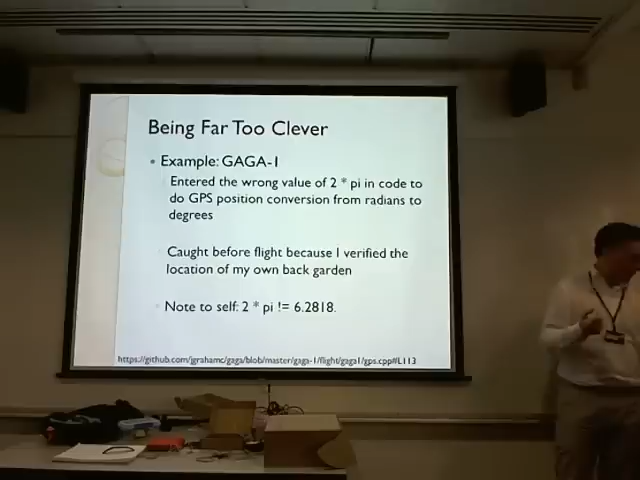 Being Far Too Clever
• Example: GAGA-1
Entered the wrong value of 2 * pi in code to
do GPS position conversion from radians to
degrees
Caught before flight because I verified the
location of my own back garden
Note to self: 2 * pi != 6.2818.
https://github.com/jgrahamc/gaga/blob/master/gaga-1/flight/gaga1/gps.cpp#L113